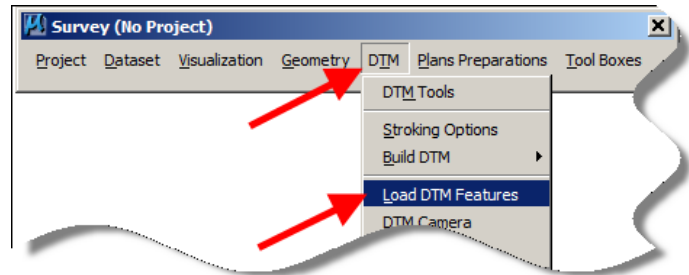 Survey (No Project)
Project Dataset Visualization Geometry DTM Plans Preparations Tool Boxes
DTM Tools
Stroking Options
Build DTM
Load DTM Features
DTM Camera